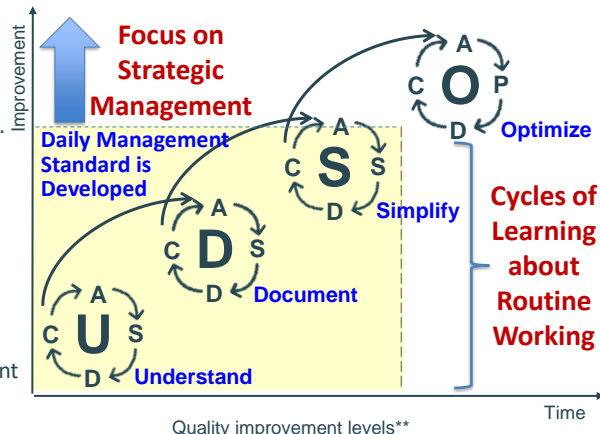 Improvement
Focus on
Strategic
Management
Daily Management
Standard is
Developed
A
C O P
D
Optimize
A
C S S
D
Simplify
A
C D S
D
Document
A
C U S
D
Understand
Cycles of
Learning
about
Routine
Working
ent
Time
Quality improvement levels**